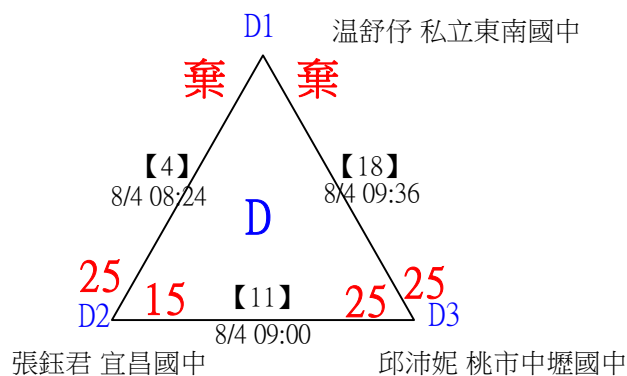 D1
温舒伃 私立東南國中
棄 棄
【4】
8/4 08:24
【18】
8/4 09:36
D
25
15
【11】
25
25
D2
D3
8/4 09:00
張鈺君 宜昌國中
邱沛妮 桃市中壢國中